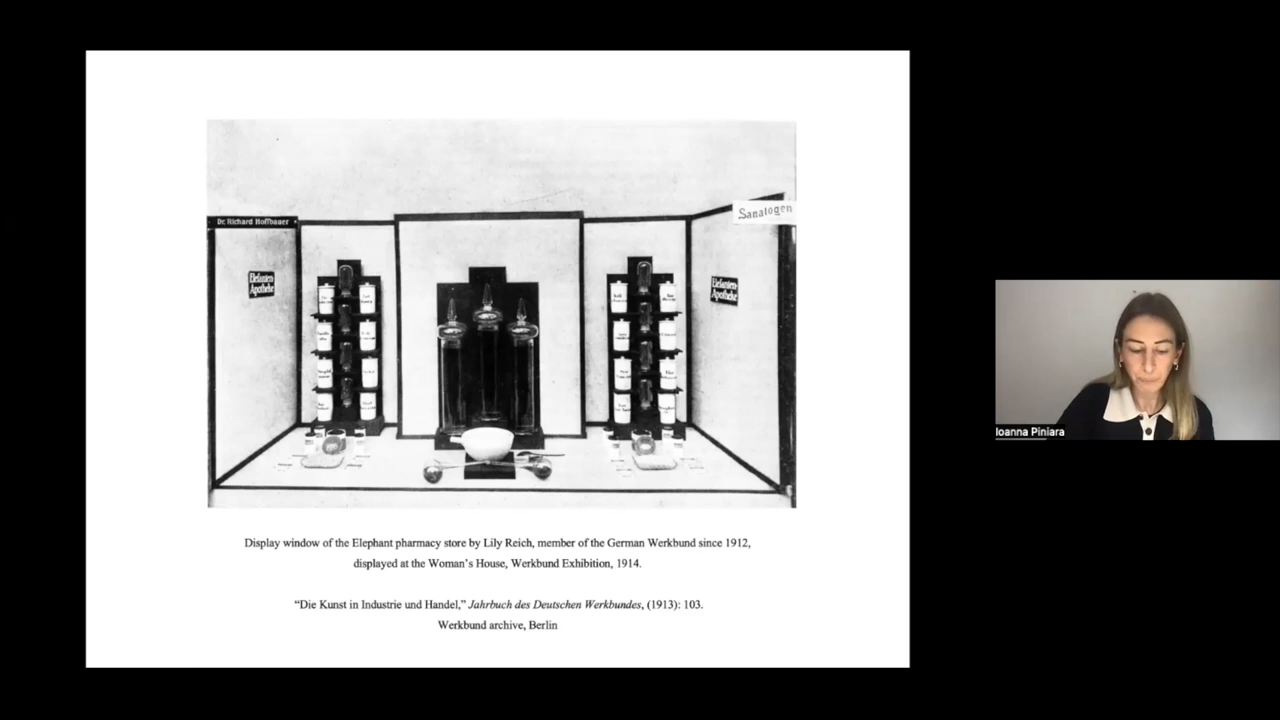 Dr. Richard Hoffbauer
Sanatogen
Elefanten
Apotheke
Elefanten
Apotheke
Display window of the Elephant pharmacy store by Lily Reich, member of the German Werkbund since 1912,
displayed at the Woman's House, Werkbund Exhibition, 1914.
"Die Kunst in Industrie und Handel," Jahrbuch des Deutschen Werkbundes, (1913): 103.
Werkbund archive, Berlin
Ioanna Piniara